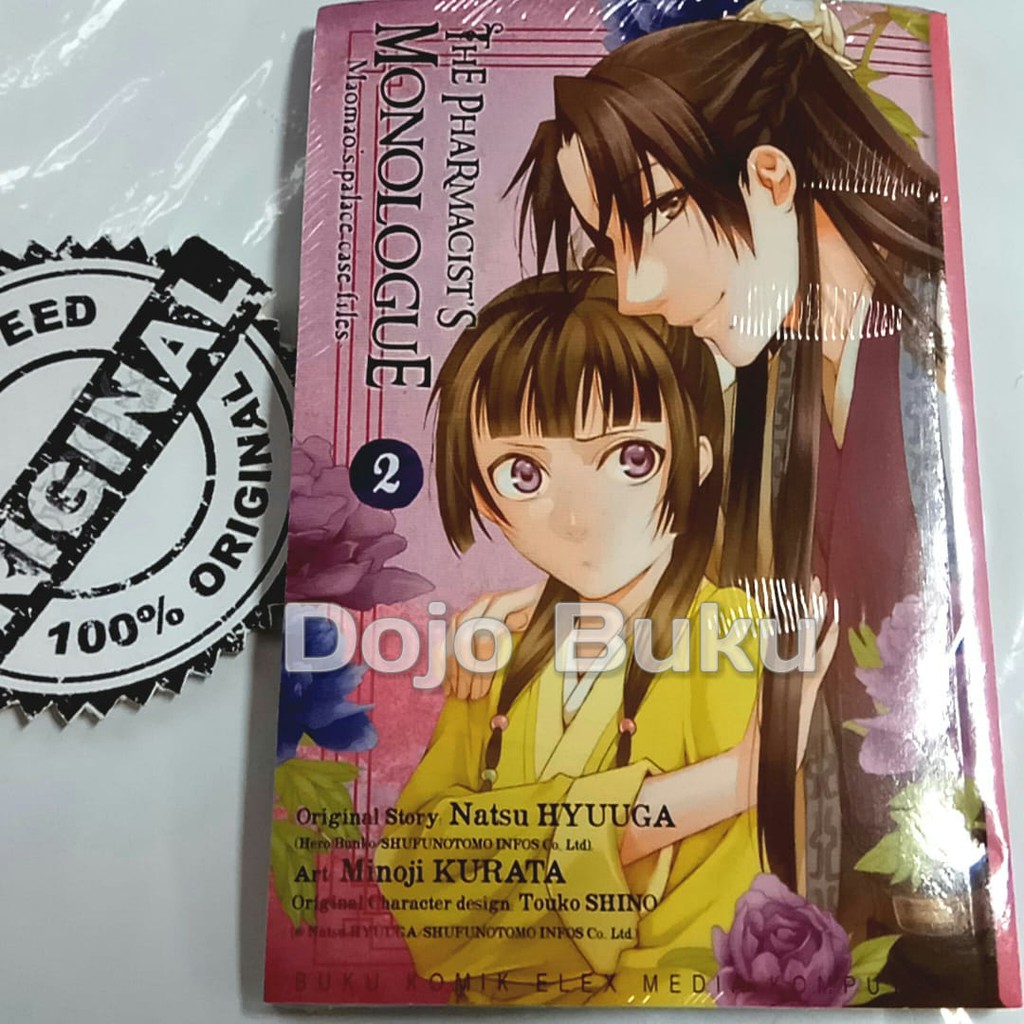 THE PHARMACIST'S
MONOLOGUE
Maomao's palace case files
2
EED
ORIGINAL
100% ORIGINAL
Dojo Buku
Original Story Natsu HYUUGA
(Hero Bunko/SHUFUNOTOMO INFOS Co. Ltd)
Art Minoji KURATA
Original Character design Touko SHINO
(© Natsu HYUUGA/SHUFUNOTOMO INFOS Co. Ltd)
BUKU KOMIK ELEX MEDIA KOMPU